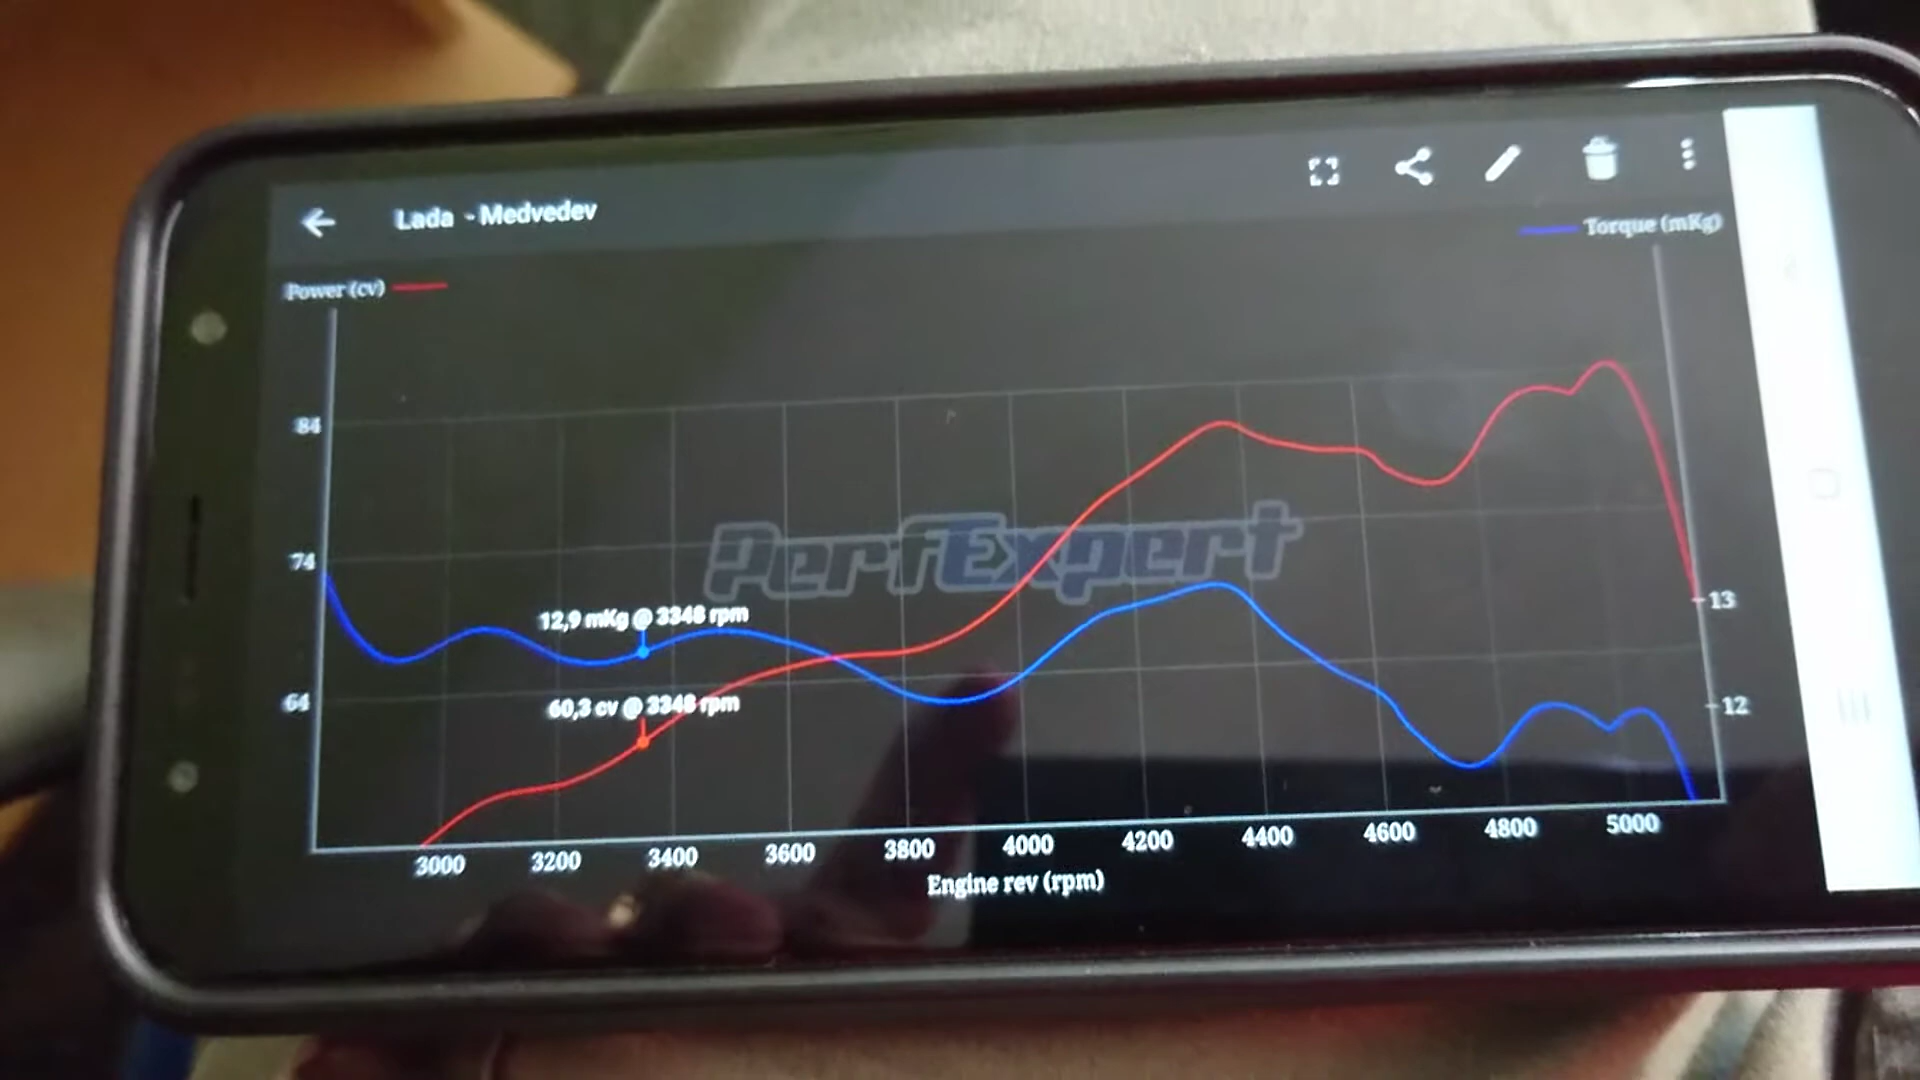 Lada - Medvedev
Torque (mKg)
Power (cv)
84
74
64
13
12
PerfExpert
12,9 mKg @ 3348 rpm
60,3 cv @ 3348 rpm
3000 3200 3400 3600 3800 4000 4200 4400 4600 4800 5000
Engine rev (rpm)